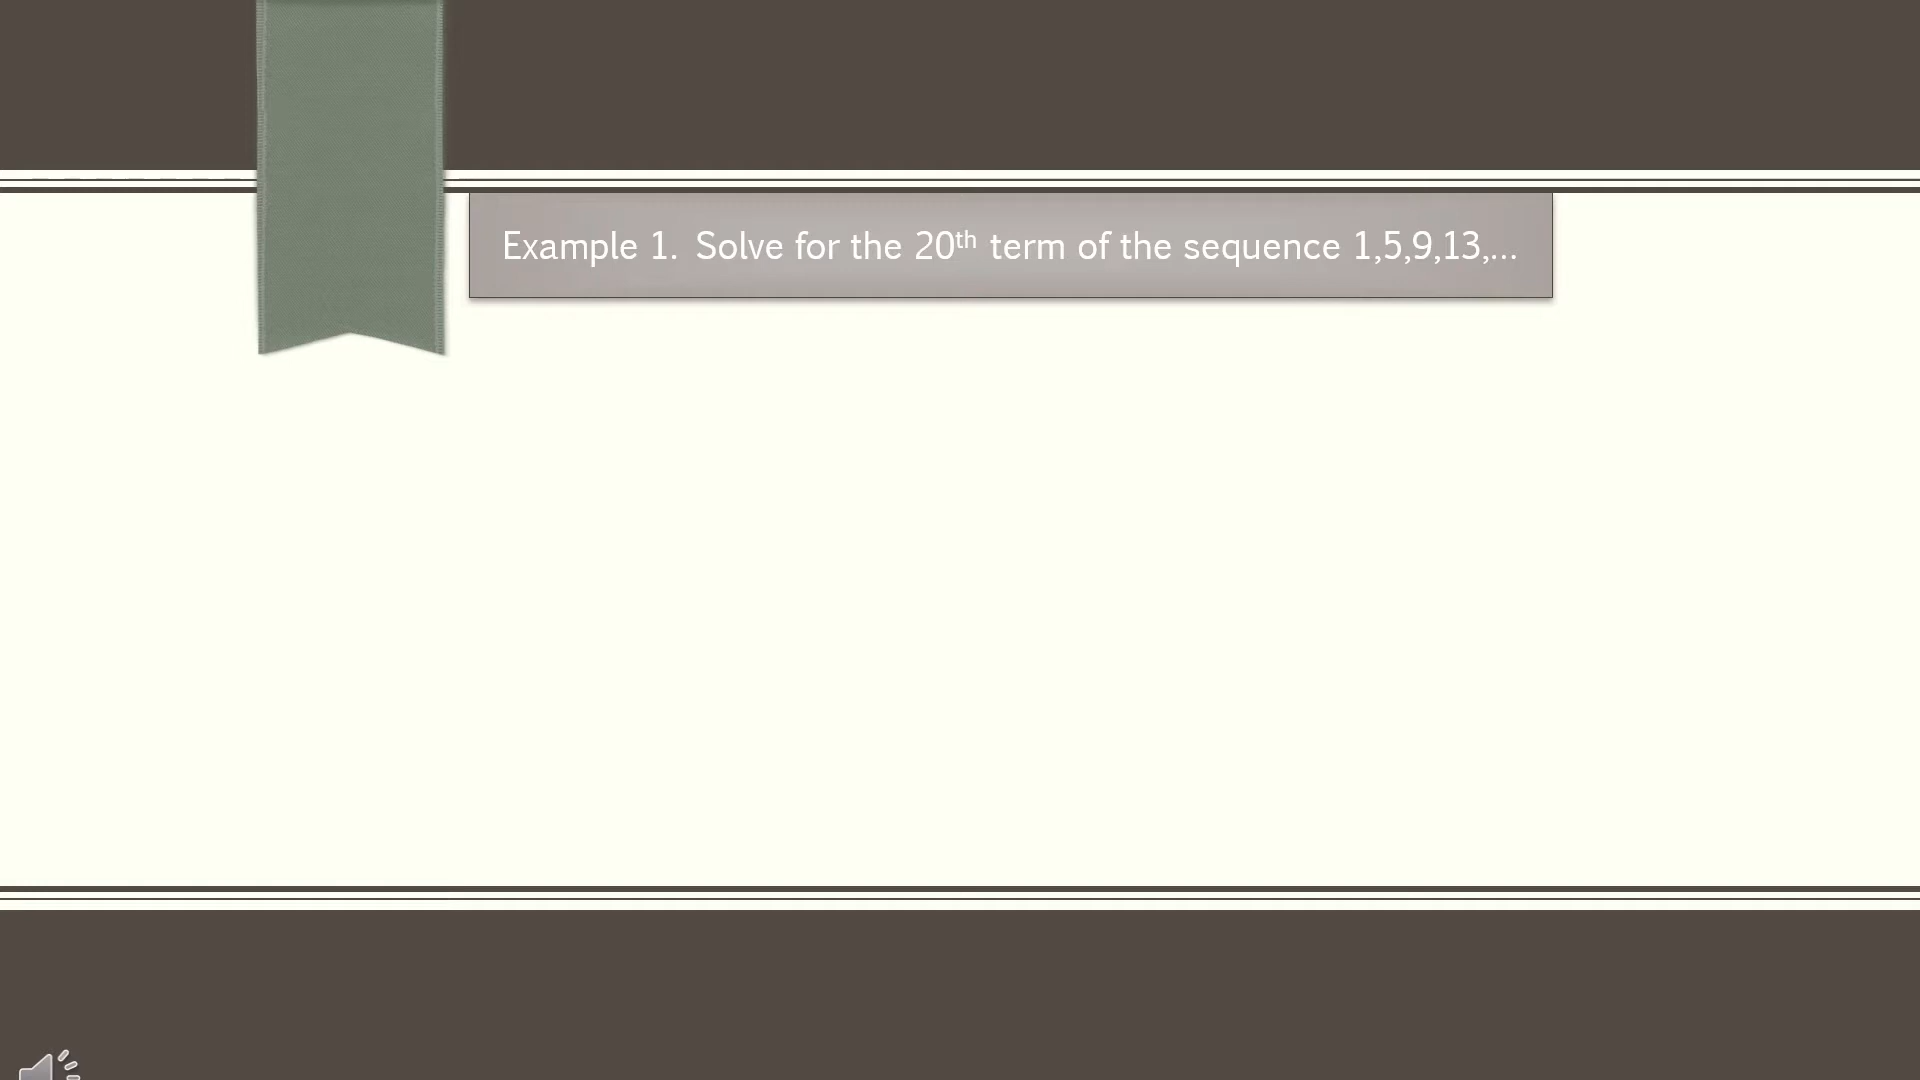 Example 1. Solve for the 20th term of the sequence 1,5,9,13,...